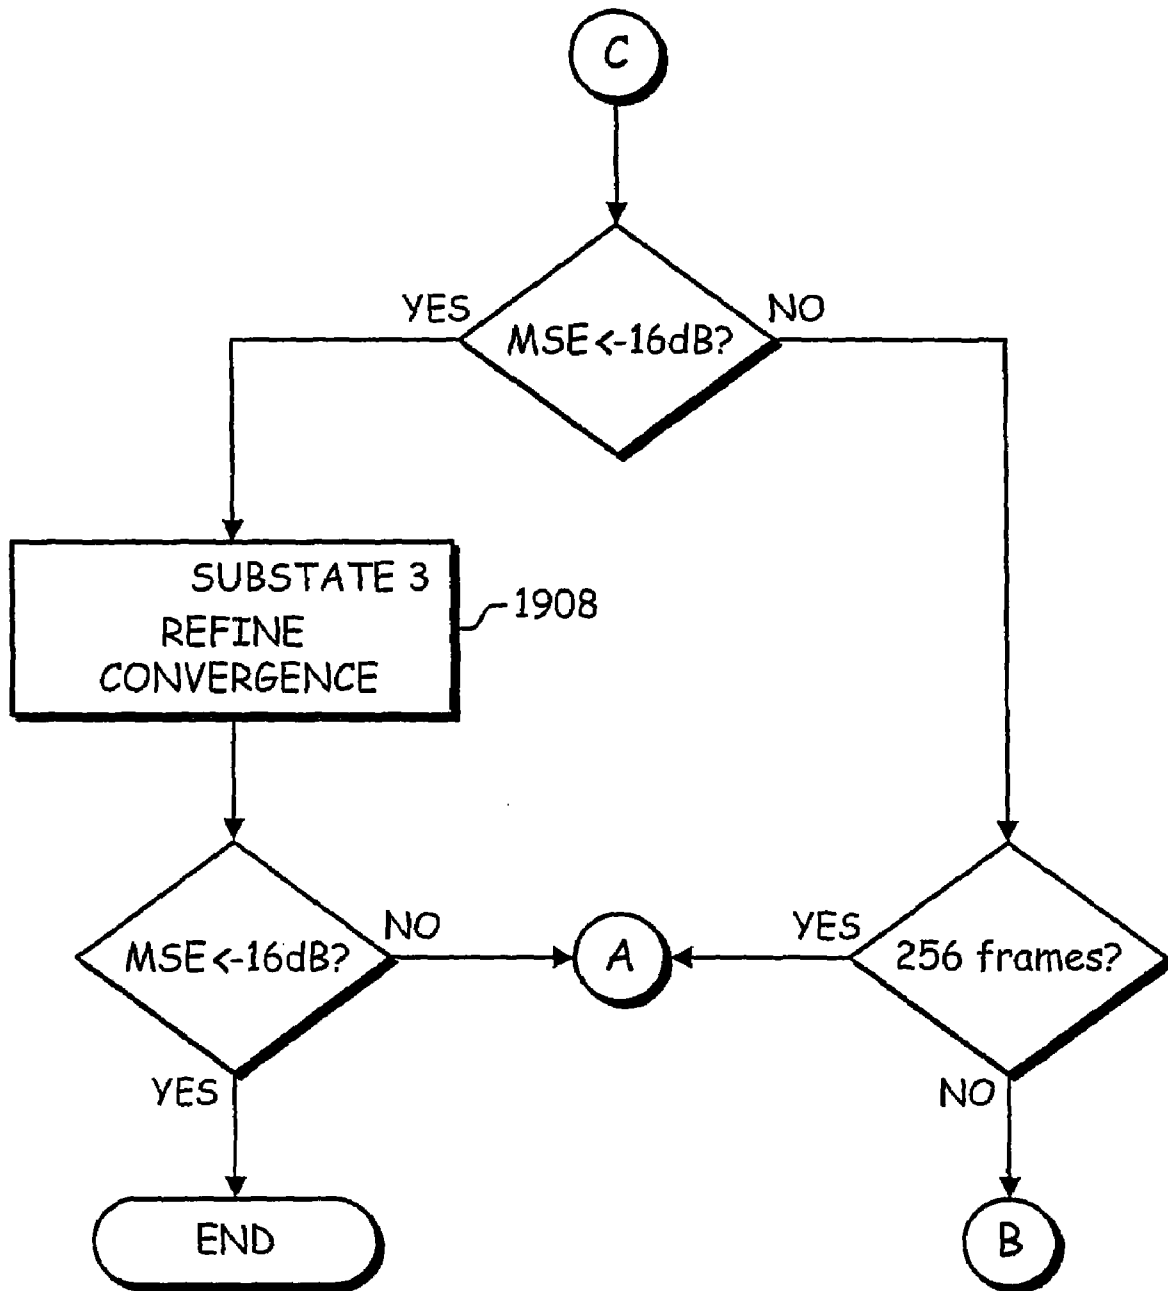 C
YES
NO
MSE<-16dB?
SUBSTATE 3
REFINE
CONVERGENCE
1908
MSE<-16dB?
NO
YES
A
YES
256 frames?
NO
END
B